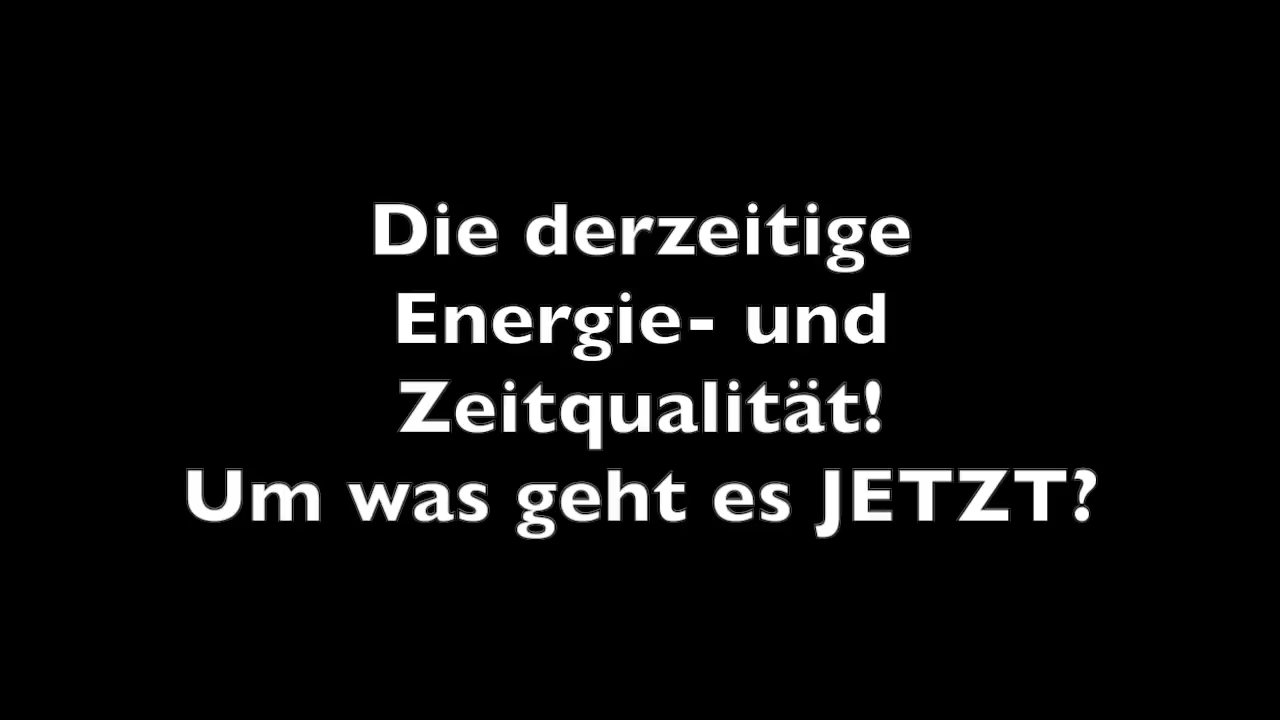 Die derzeitige
Energie- und
Zeitqualität!
Um was geht es JETZT?